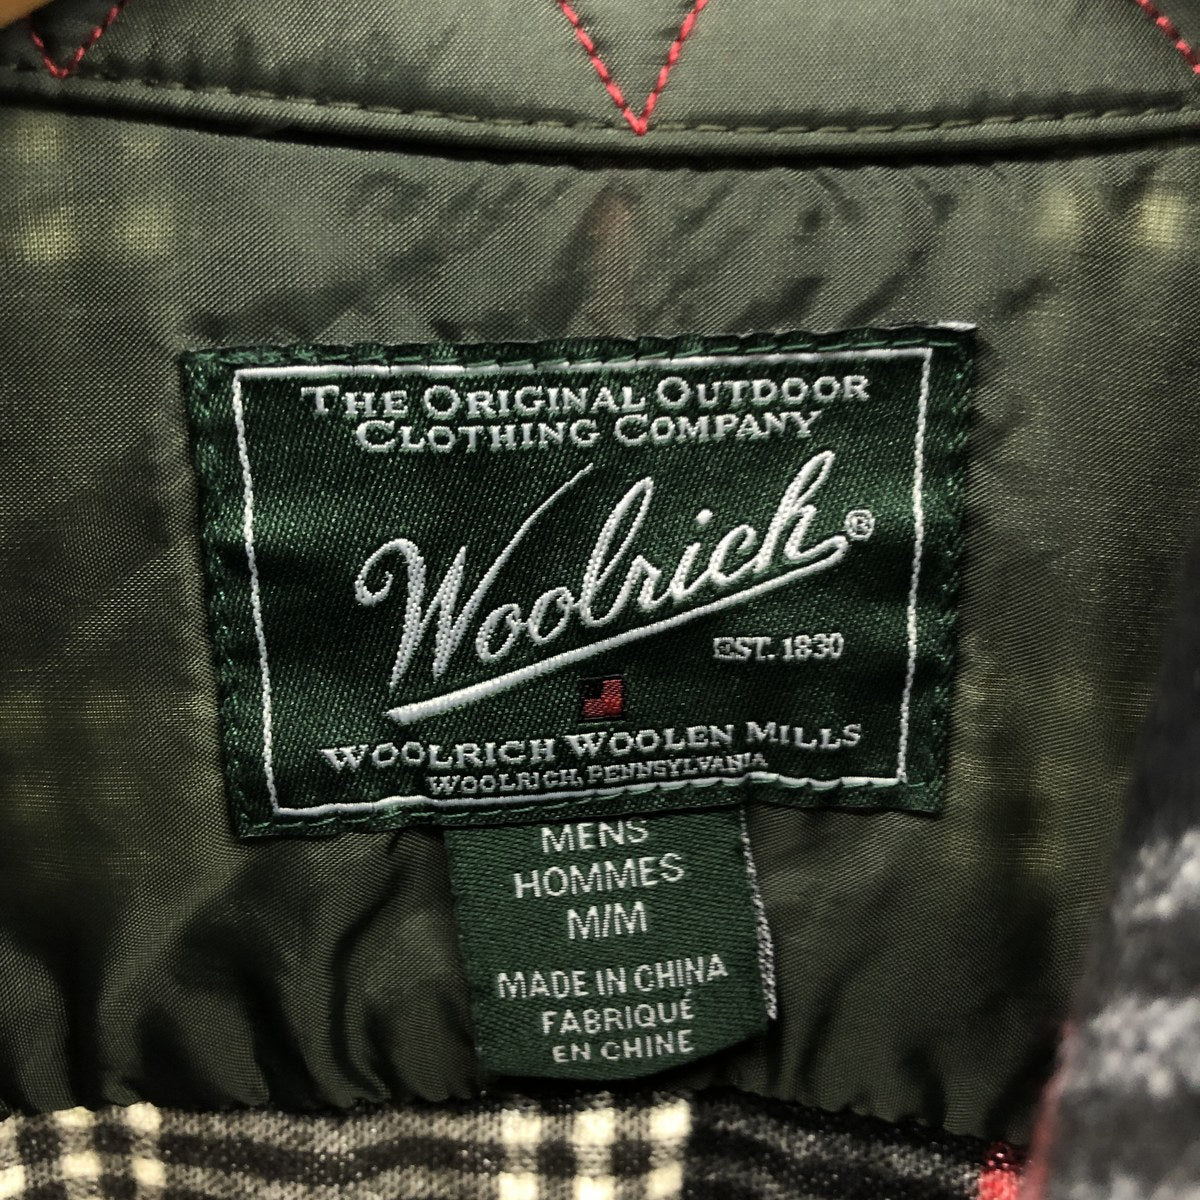 THE ORIGINAL OUTDOOR
CLOTHING COMPANY
Woolrich®
EST. 1830
WOOLRICH WOOLEN MILLS
WOOLRICH, PENNSYLVANIA
MENS
HOMMES
M/M
MADE IN CHINA
FABRIQUÉ
EN CHINE